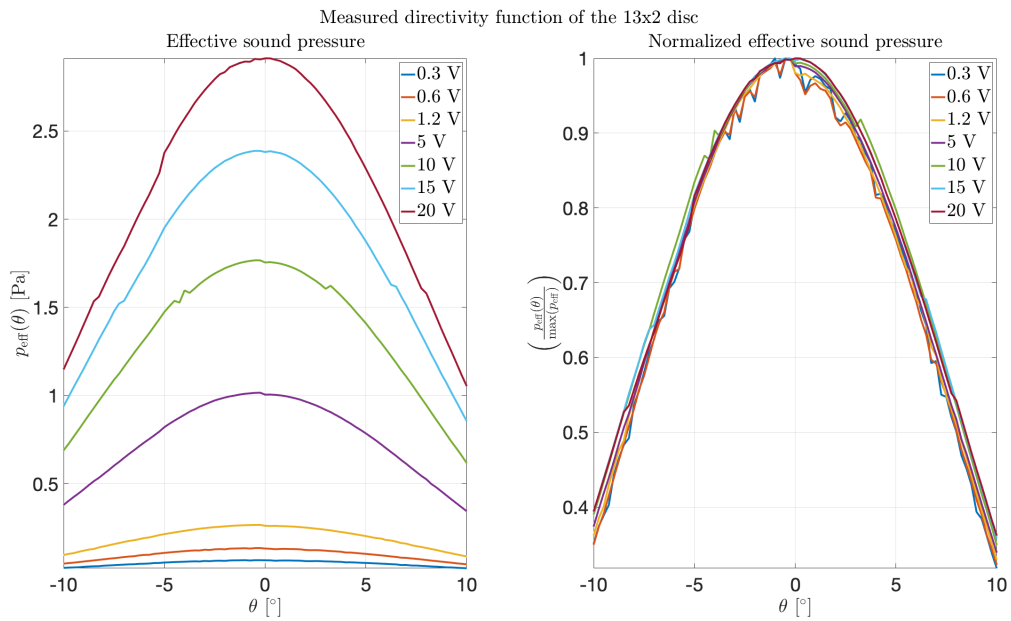 Measured directivity function of the 13x2 disc
Effective sound pressure
p_eff(θ) [Pa]
2.5
2
1.5
1
0.5
-10 -5 0 5 10
θ [°]
0.3 V
0.6 V
1.2 V
5 V
10 V
15 V
20 V
Normalized effective sound pressure
(p_eff(θ) / max(p_eff))
1
0.9
0.8
0.7
0.6
0.5
0.4
-10 -5 0 5 10
θ [°]
0.3 V
0.6 V
1.2 V
5 V
10 V
15 V
20 V